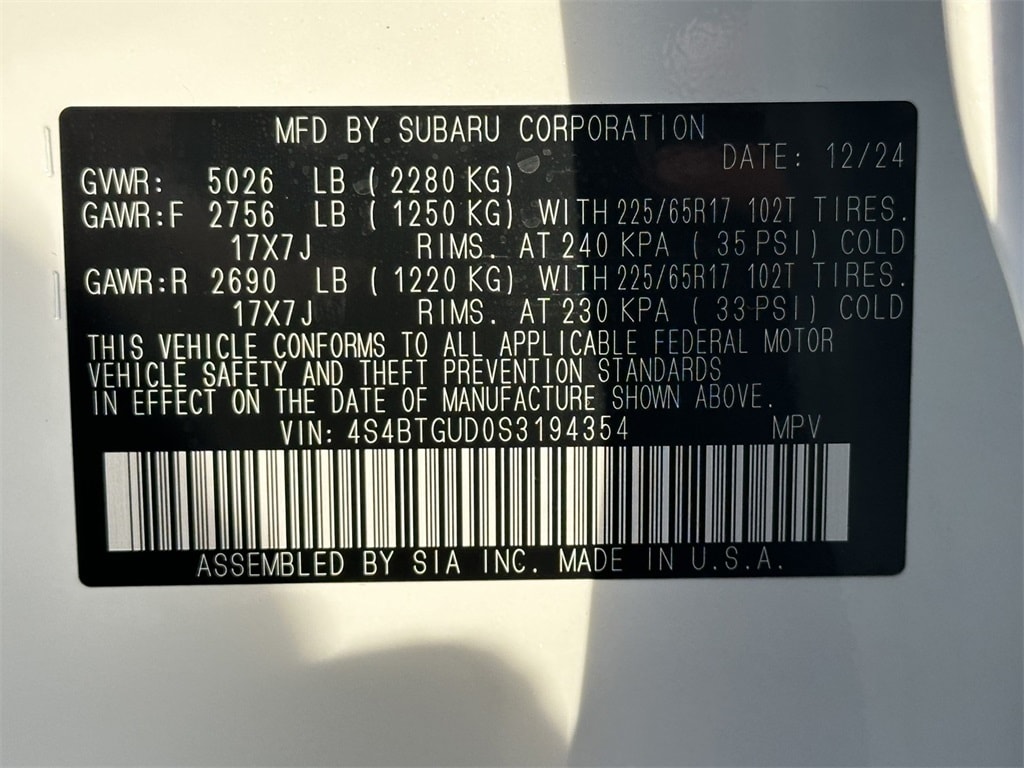 MFD BY SUBARU CORPORATION
DATE: 12/24
GVWR: 5026 LB ( 2280 KG)
GAWR:F 2756 LB ( 1250 KG) WITH 225/65R17 102T TIRES.
17X7J RIMS. AT 240 KPA ( 35 PSI) COLD
GAWR:R 2690 LB ( 1220 KG) WITH 225/65R17 102T TIRES.
17X7J RIMS. AT 230 KPA ( 33 PSI) COLD
THIS VEHICLE CONFORMS TO ALL APPLICABLE FEDERAL MOTOR
VEHICLE SAFETY AND THEFT PREVENTION STANDARDS
IN EFFECT ON THE DATE OF MANUFACTURE SHOWN ABOVE.
VIN: 4S4BTGUD0S3194354 MPV
ASSEMBLED BY SIA INC. MADE IN U.S.A.